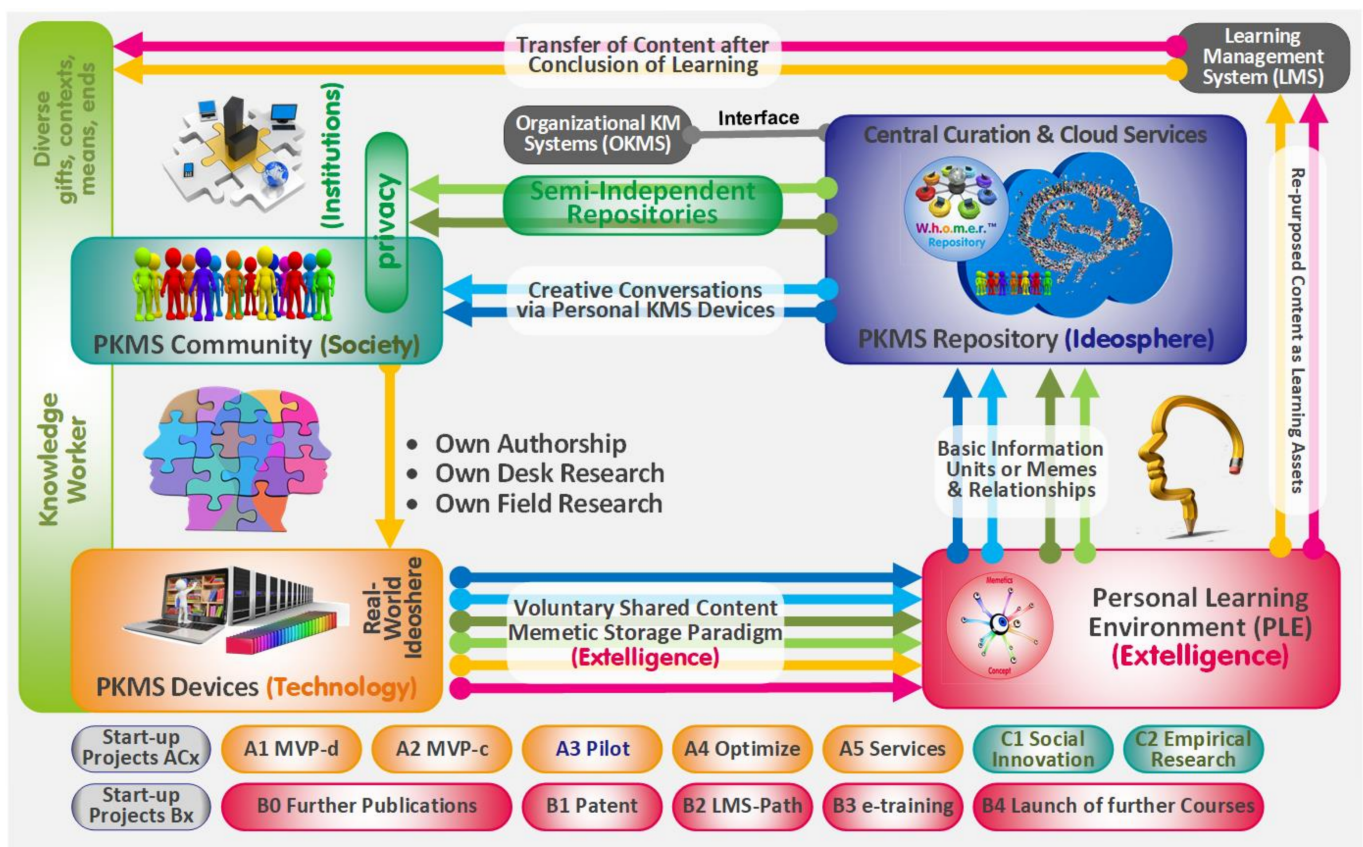 Transfer of Content after
Conclusion of Learning
Learning
Management
System (LMS)
Diverse
gifts, contexts,
means, ends
(Institutions)
privacy
Organizational KM
Systems (OKMS)
Interface
Central Curation & Cloud Services
W.h.o.m.e.r.™
Repository
Semi-Independent
Repositories
Creative Conversations
via Personal KMS Devices
PKMS Community (Society)
PKMS Repository (Ideosphere)
Re-purposed Content as Learning Assets
Knowledge
Worker
• Own Authorship
• Own Desk Research
• Own Field Research
Basic Information
Units or Memes
& Relationships
Real-
World
Ideoshere
PKMS Devices (Technology)
Voluntary Shared Content
Memetic Storage Paradigm
(Extelligence)
Memetics
Concept
Personal Learning
Environment (PLE)
(Extelligence)
Start-up
Projects ACx
A1 MVP-d
A2 MVP-c
A3 Pilot
A4 Optimize
A5 Services
C1 Social
Innovation
C2 Empirical
Research
Start-up
Projects Bx
B0 Further Publications
B1 Patent
B2 LMS-Path
B3 e-training
B4 Launch of further Courses